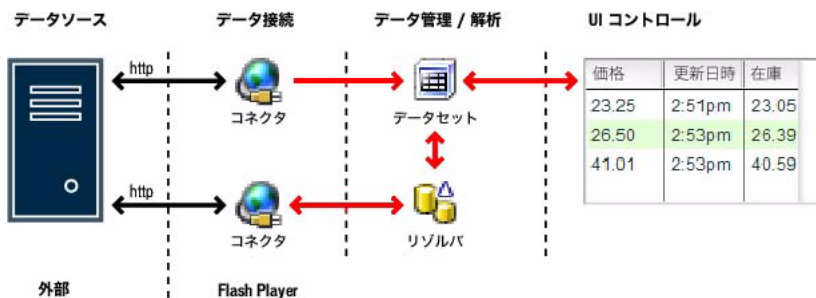 データソース
データ接続
データ管理 / 解析
UI コントロール
http
コネクタ
データセット
価格 更新日時 在庫
23.25 2:51pm 23.05
26.50 2:53pm 26.39
41.01 2:53pm 40.59
http
コネクタ
リゾルバ
外部
Flash Player